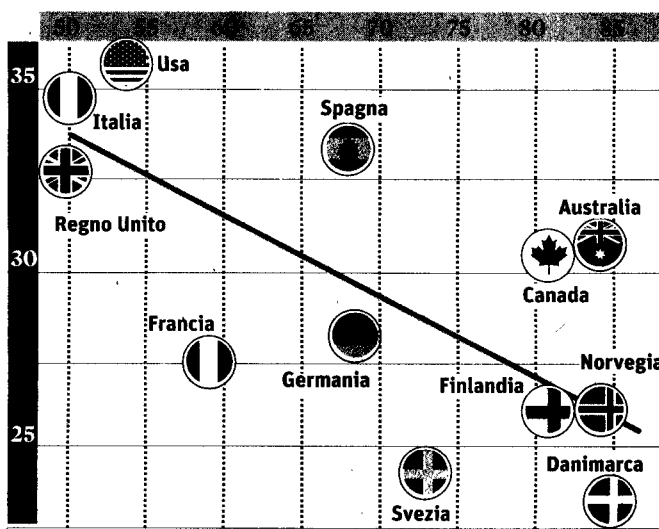 50 55 60 65 70 75 80 85
Usa
35
Italia
Spagna
Regno Unito
Australia
30
Canada
Francia
Germania
Finlandia
Norvegia
25
Danimarca
Svezia